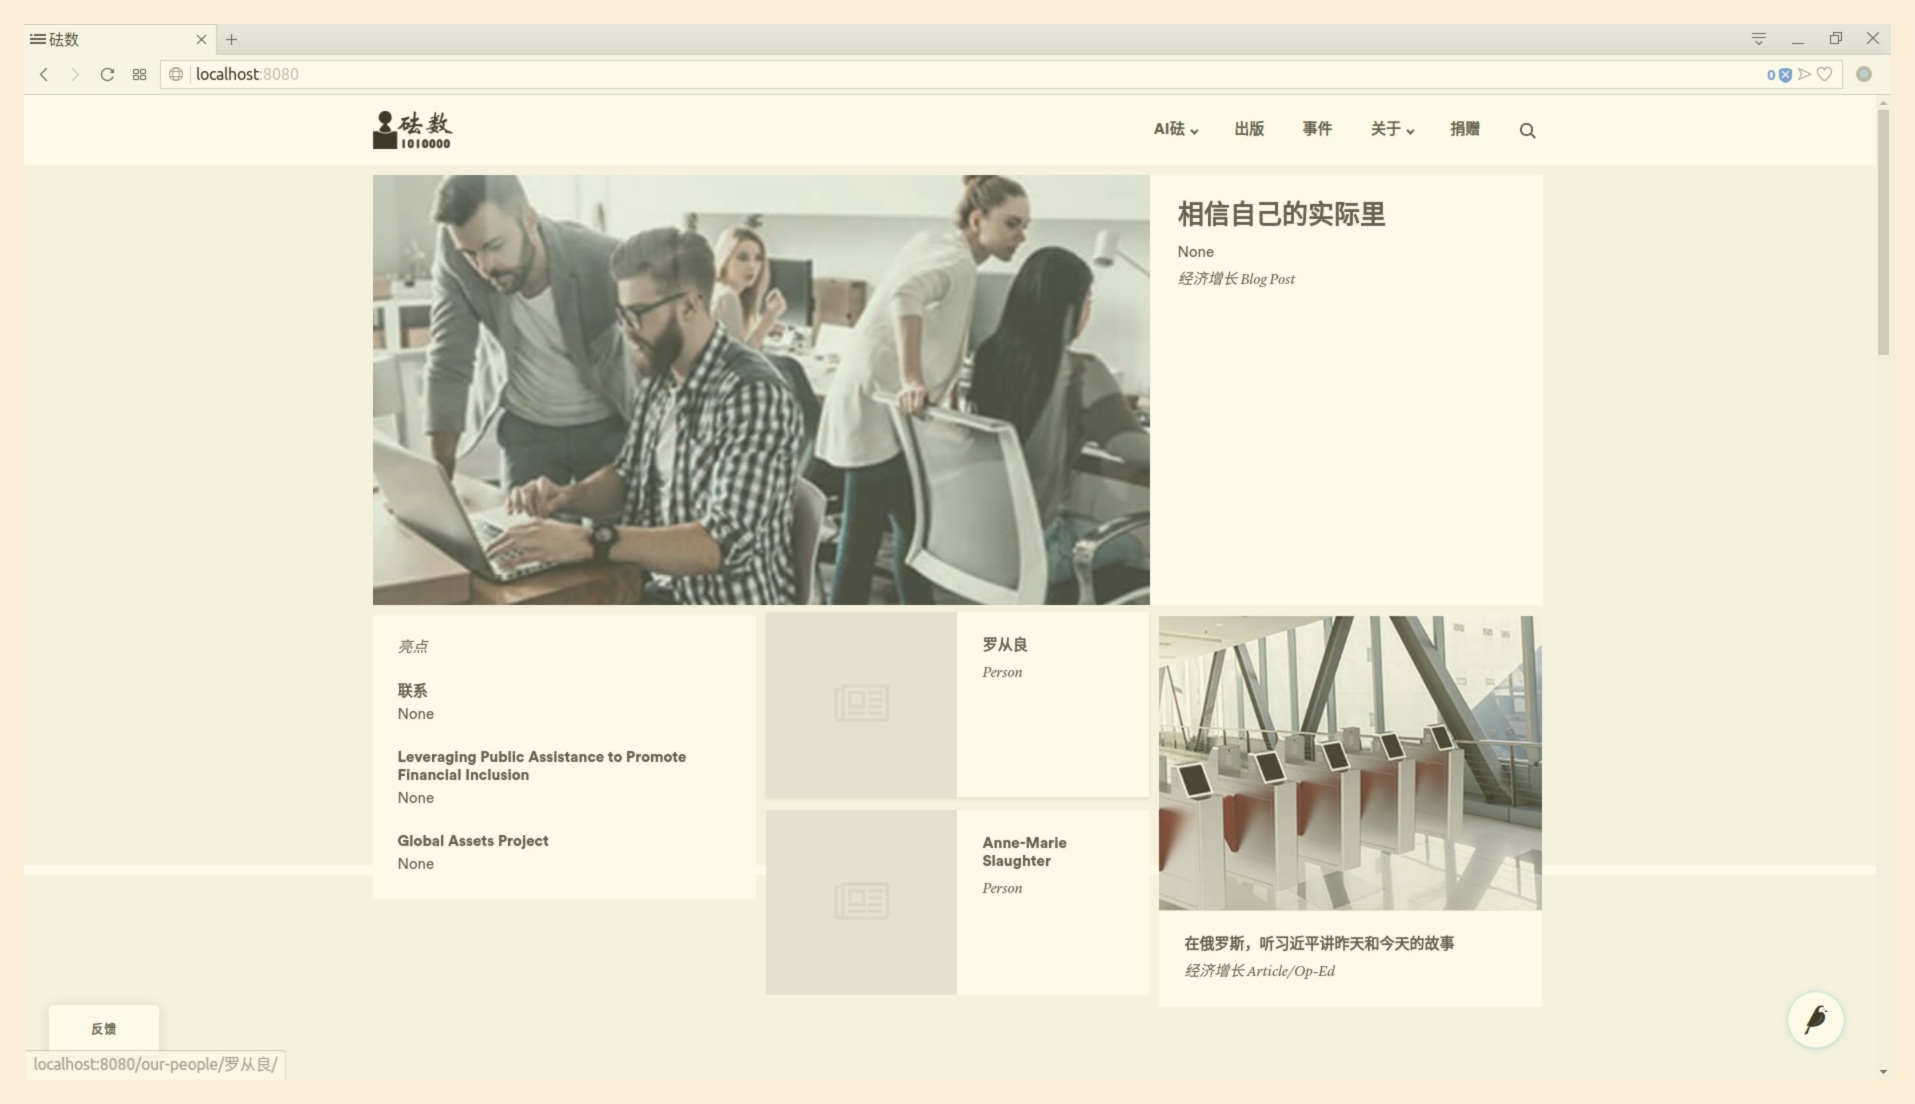 砝数
localhost:8080
0
砝数
1010000
AI砝
出版
事件
关于
捐赠
相信自己的实际里
None
经济增长 Blog Post
亮点
联系
None
Leveraging Public Assistance to Promote
Financial Inclusion
None
Global Assets Project
None
罗从良
Person
Anne-Marie
Slaughter
Person
在俄罗斯，听习近平讲昨天和今天的故事
经济增长 Article/Op-Ed
反馈
localhost:8080/our-people/罗从良/